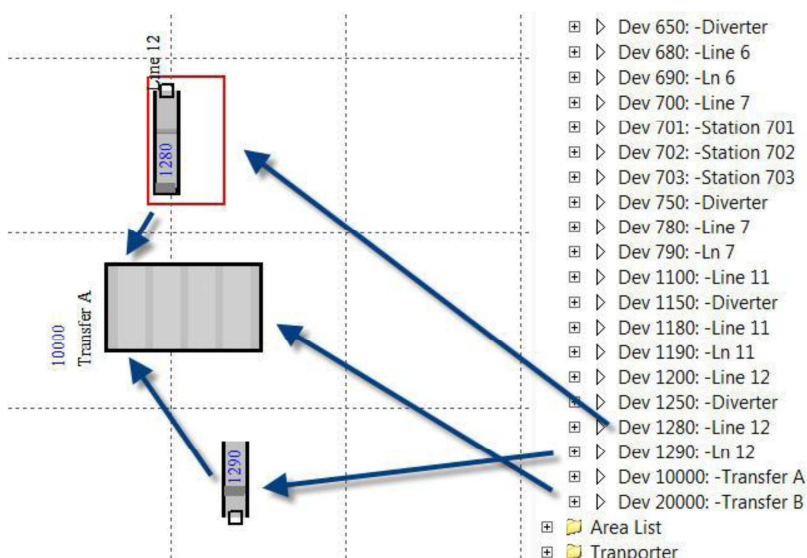 Line 12
1280
10000
Transfer A
1290
Dev 650: -Diverter
Dev 680: -Line 6
Dev 690: -Ln 6
Dev 700: -Line 7
Dev 701: -Station 701
Dev 702: -Station 702
Dev 703: -Station 703
Dev 750: -Diverter
Dev 780: -Line 7
Dev 790: -Ln 7
Dev 1100: -Line 11
Dev 1150: -Diverter
Dev 1180: -Line 11
Dev 1190: -Ln 11
Dev 1200: -Line 12
Dev 1250: -Diverter
Dev 1280: -Line 12
Dev 1290: -Ln 12
Dev 10000: -Transfer A
Dev 20000: -Transfer B
Area List
Tranporter